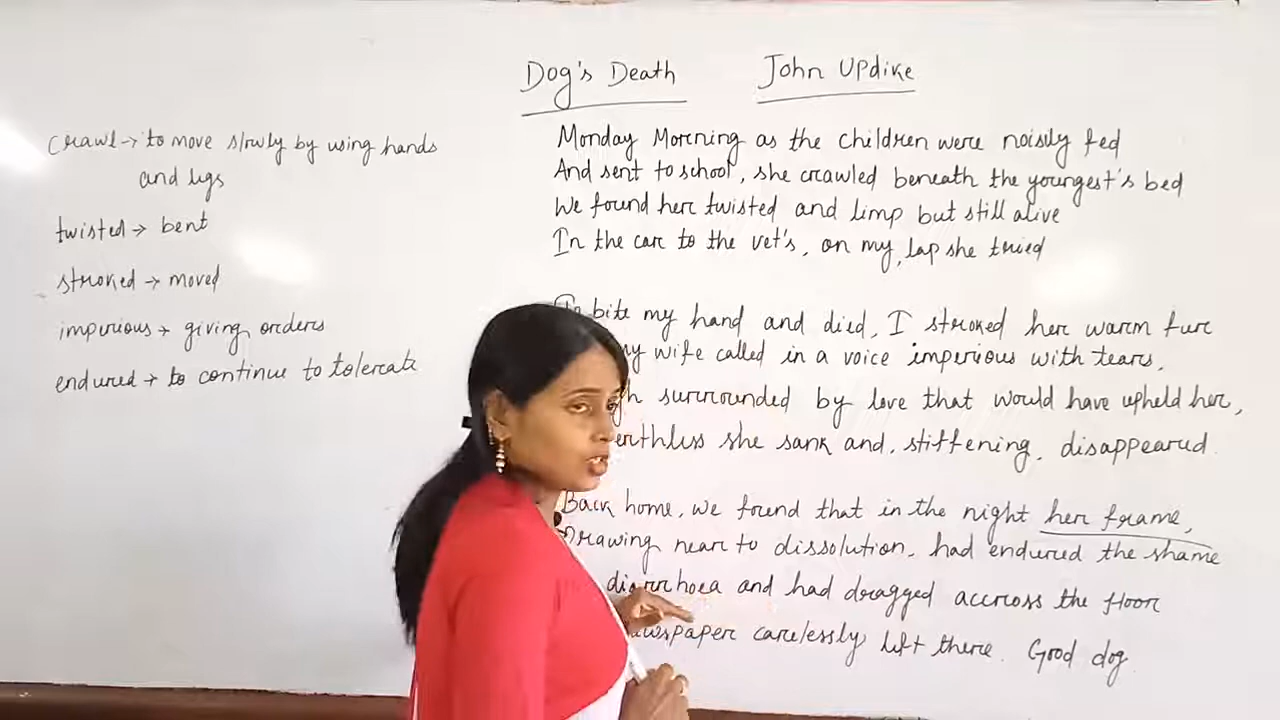 Dog's Death John Updike
crawl → to move slowly by using hands
and legs
twisted → bent
stroked → moved
imperious → giving orders
endured → to continue to tolerate
Monday Morning as the children were noisily fed
And sent to school, she crawled beneath the youngest's bed
We found her twisted and limp but still alive
In the car to the vet's, on my lap she tried
To bite my hand and died, I stroked her warm fur
my wife called in a voice imperious with tears.
surrounded by love that would have upheld her,
she sank and, stiffening, disappeared.
Back home, we found that in the night her frame,
Drawing near to dissolution, had endured the shame
diarrhoea and had dragged accross the floor
newspaper carelessly left there. Good dog